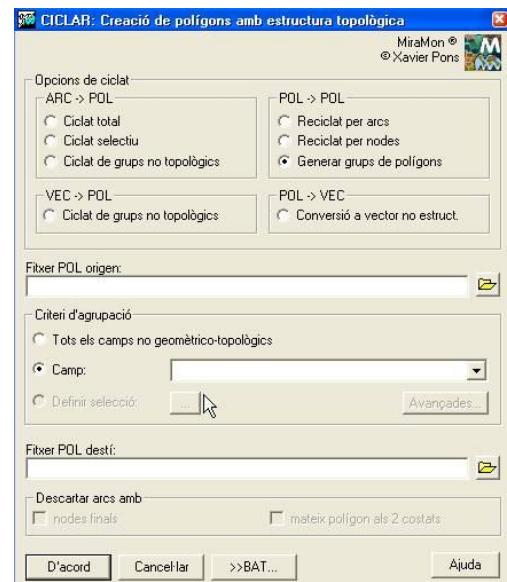 CICLAR: Creació de polígons amb estructura topològica
MiraMon ®
© Xavier Pons
Opcions de ciclat
ARC -> POL
Ciclat total
Ciclat selectiu
Ciclat de grups no topològics
POL -> POL
Reciclat per arcs
Reciclat per nodes
Generar grups de polígons
VEC -> POL
Ciclat de grups no topològics
POL -> VEC
Conversió a vector no estruct.
Fitxer POL origen:
Criteri d'agrupació
Tots els camps no geomètrico-topològics
Camp:
Definir selecció:
...
Avançades...
Fitxer POL destí:
Descartar arcs amb
nodes finals
mateix polígon als 2 costats
D'acord
Cancel·lar
>>BAT...
Ajuda